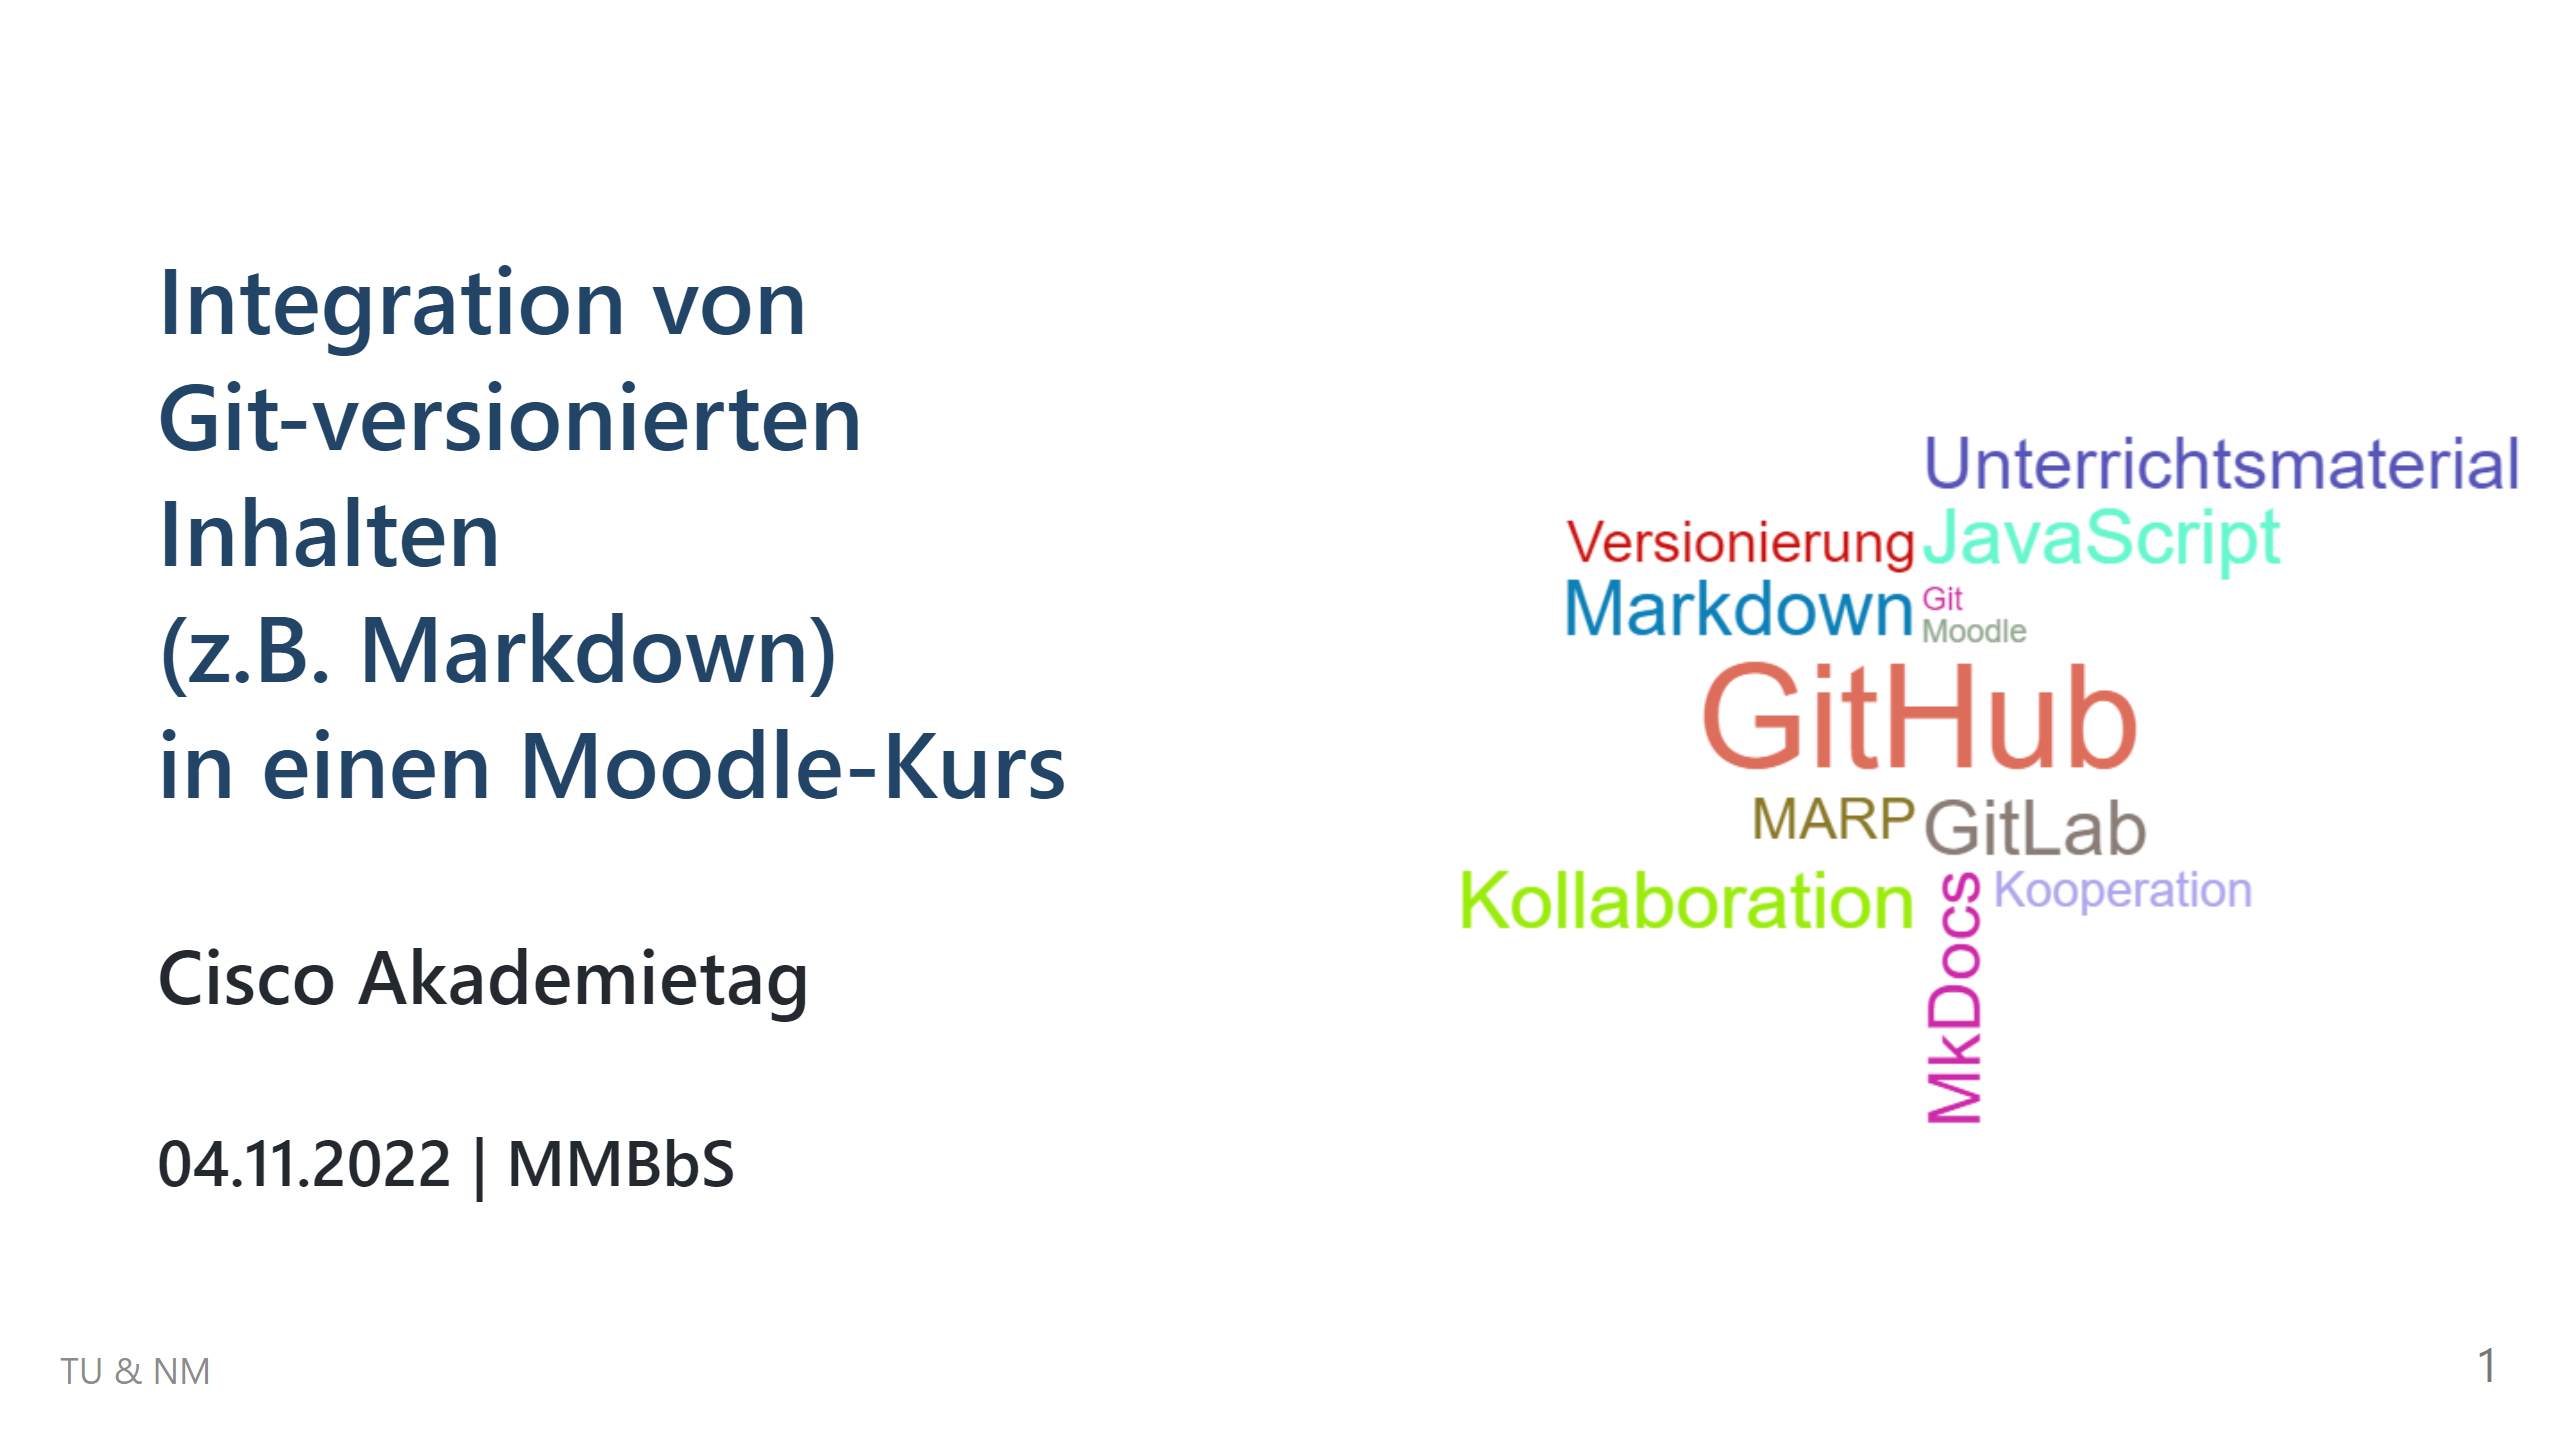 Integration von
Git-versionierten
Inhalten
(z.B. Markdown)
in einen Moodle-Kurs
Cisco Akademietag
04.11.2022 | MMBbS
Unterrichtsmaterial
Versionierung JavaScript
Markdown Git
Moodle
GitHub
MARP GitLab
Kollaboration Kooperation
MkDocs
TU & NM
1